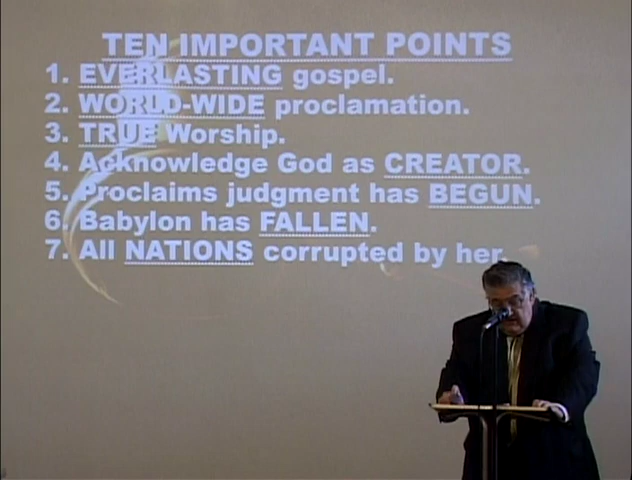 TEN IMPORTANT POINTS
1. EVERLASTING gospel.
2. WORLD-WIDE proclamation.
3. TRUE Worship.
4. Acknowledge God as CREATOR.
5. Proclaims judgment has BEGUN.
6. Babylon has FALLEN.
7. All NATIONS corrupted by her.